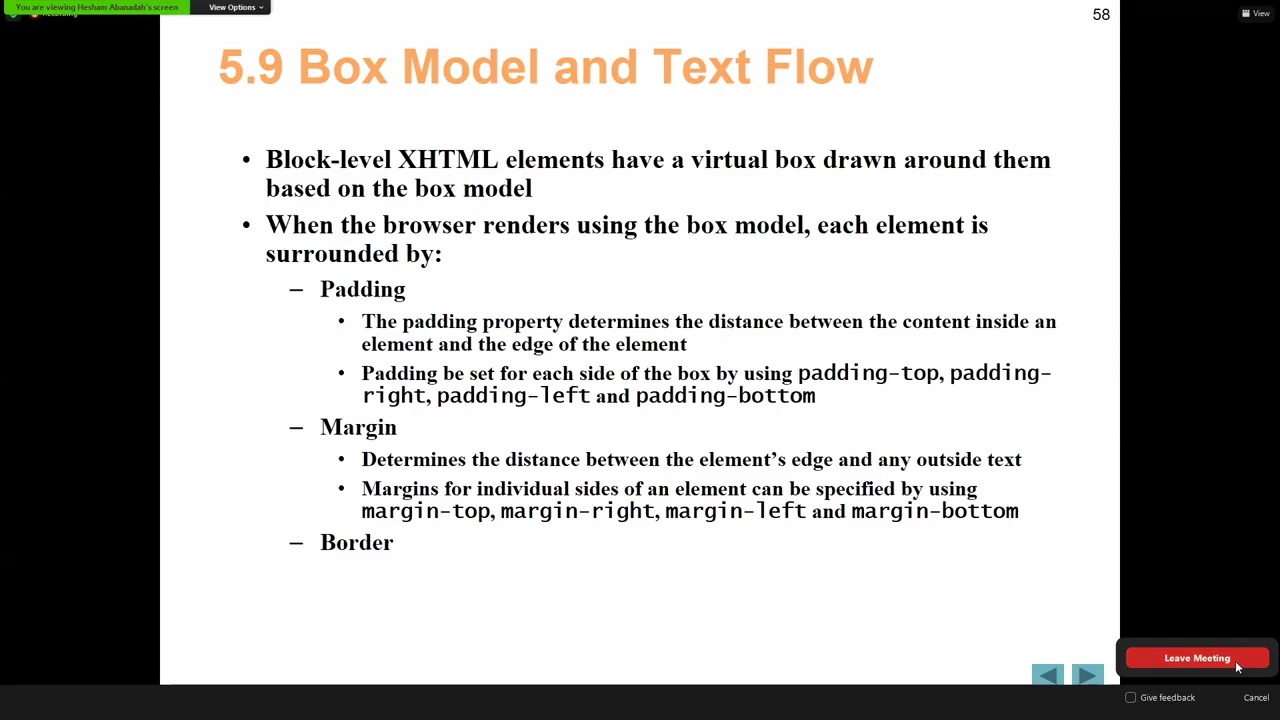 You are viewing Hesham Abanadah's screen
View Options
Recording
View
58
5.9 Box Model and Text Flow
• Block-level XHTML elements have a virtual box drawn around them
based on the box model
• When the browser renders using the box model, each element is
surrounded by:
– Padding
• The padding property determines the distance between the content inside an
element and the edge of the element
• Padding be set for each side of the box by using padding-top, padding-
right, padding-left and padding-bottom
– Margin
• Determines the distance between the element’s edge and any outside text
• Margins for individual sides of an element can be specified by using
margin-top, margin-right, margin-left and margin-bottom
– Border
Leave Meeting
Give feedback
Cancel